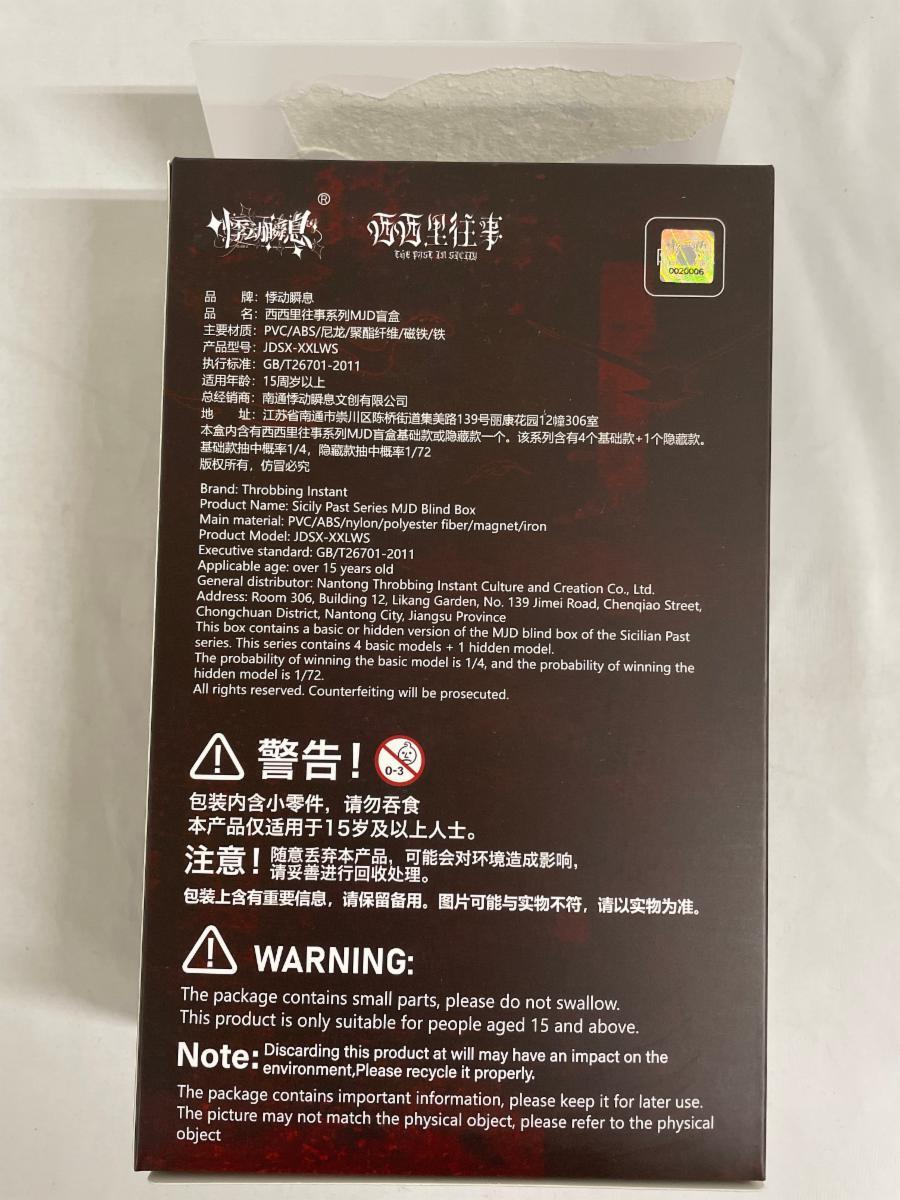 悸动瞬息 ®
西西里往事
THE PAST IN SICILY
0020006
品 牌：悸动瞬息
品 名：西西里往事系列MJD盲盒
主要材质：PVC/ABS/尼龙/聚酯纤维/磁铁/铁
产品型号：JDSX-XXLWS
执行标准：GB/T26701-2011
适用年龄：15周岁以上
总经销商：南通悸动瞬息文创有限公司
地 址：江苏省南通市崇川区陈桥街道集美路139号丽康花园12幢306室
本盒内含有西西里往事系列MJD盲盒基础款或隐藏款一个。该系列含有4个基础款+1个隐藏款。
基础款抽中概率1/4，隐藏款抽中概率1/72
版权所有，仿冒必究
Brand: Throbbing Instant
Product Name: Sicily Past Series MJD Blind Box
Main material: PVC/ABS/nylon/polyester fiber/magnet/iron
Product Model: JDSX-XXLWS
Executive standard: GB/T26701-2011
Applicable age: over 15 years old
General distributor: Nantong Throbbing Instant Culture and Creation Co., Ltd.
Address: Room 306, Building 12, Likang Garden, No. 139 Jimei Road, Chenqiao Street,
Chongchuan District, Nantong City, Jiangsu Province
This box contains a basic or hidden version of the MJD blind box of the Sicilian Past
series. This series contains 4 basic models + 1 hidden model.
The probability of winning the basic model is 1/4, and the probability of winning the
hidden model is 1/72.
All rights reserved. Counterfeiting will be prosecuted.
警告！
0-3
包装内含小零件，请勿吞食
本产品仅适用于15岁及以上人士。
注意！随意丢弃本产品，可能会对环境造成影响，
请妥善进行回收处理。
包装上含有重要信息，请保留备用。图片可能与实物不符，请以实物为准。
WARNING:
The package contains small parts, please do not swallow.
This product is only suitable for people aged 15 and above.
Note: Discarding this product at will may have an impact on the
environment,Please recycle it properly.
The package contains important information, please keep it for later use.
The picture may not match the physical object, please refer to the physical
object